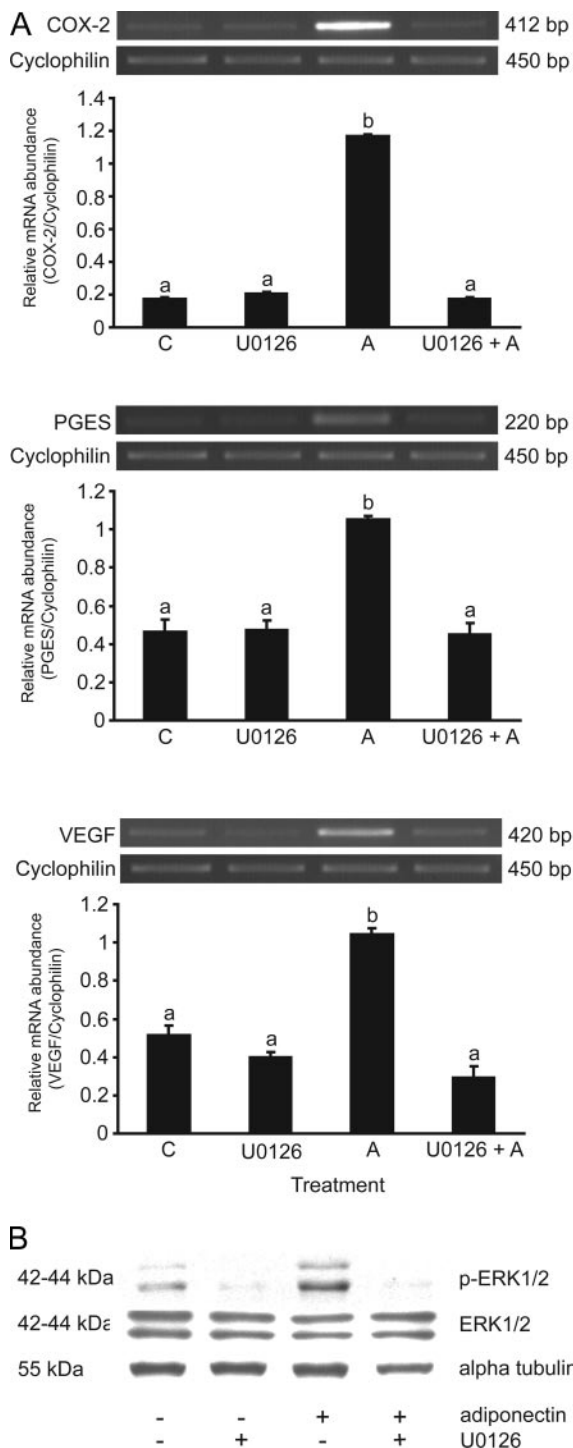 A
COX-2 412 bp
Cyclophilin 450 bp
Relative mRNA abundance
(COX-2/Cyclophilin)
1.4
1.2
1
0.8
0.6
0.4
0.2
0
a a b a
C U0126 A U0126 + A
PGES 220 bp
Cyclophilin 450 bp
Relative mRNA abundance
(PGES/Cyclophilin)
1.2
1
0.8
0.6
0.4
0.2
0
a a b a
C U0126 A U0126 + A
VEGF 420 bp
Cyclophilin 450 bp
Relative mRNA abundance
(VEGF/Cyclophilin)
1.2
1
0.8
0.6
0.4
0.2
0
a a b a
C U0126 A U0126 + A
Treatment
B
42-44 kDa p-ERK1/2
42-44 kDa ERK1/2
55 kDa alpha tubulin
- - + + adiponectin
- + - + U0126